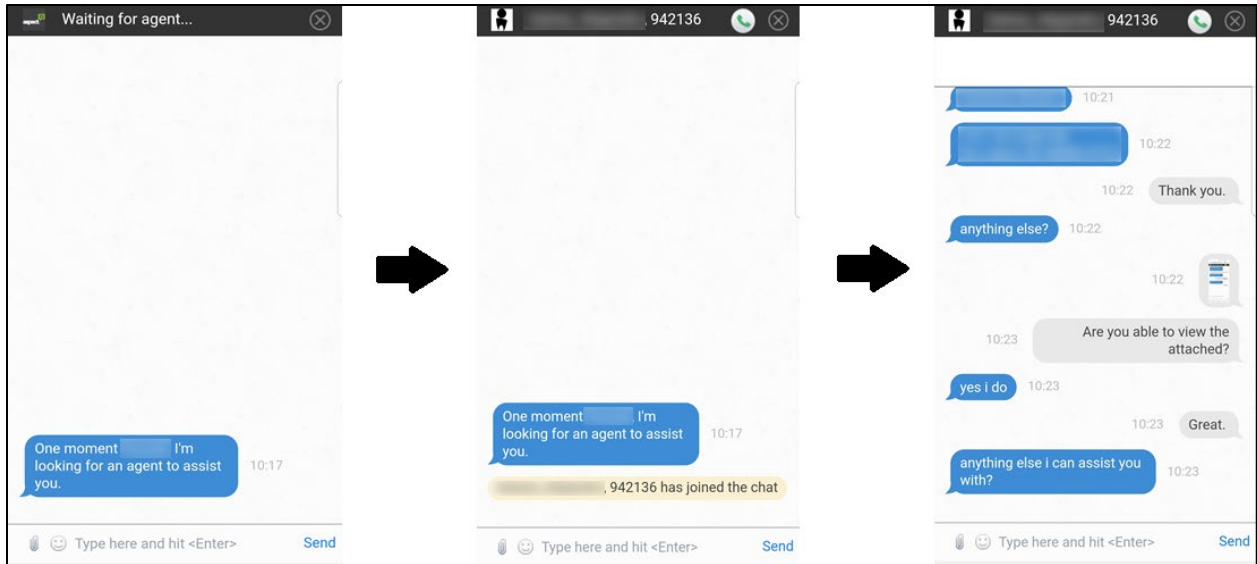 Waiting for agent...
One moment I'm
looking for an agent to assist
you.
10:17
Type here and hit <Enter>
Send
, 942136
One moment I'm
looking for an agent to assist
you.
10:17
, 942136 has joined the chat
Type here and hit <Enter>
Send
942136
10:21
10:22
10:22
Thank you.
anything else?
10:22
10:22
10:23
Are you able to view the
attached?
yes i do
10:23
10:23
Great.
anything else i can assist you
with?
10:23
Type here and hit <Enter>
Send